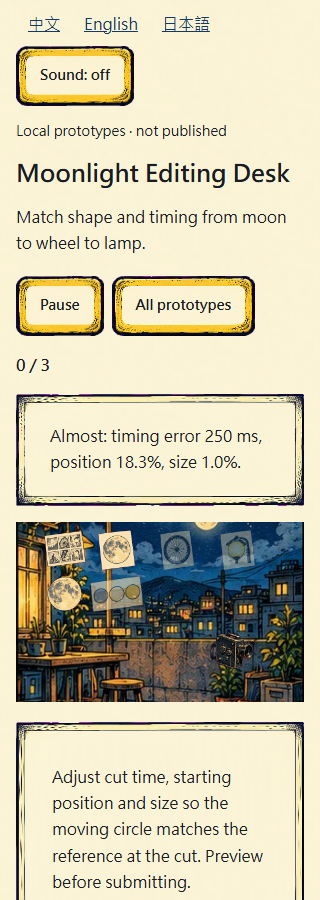 中文 English 日本語
Sound: off
Local prototypes · not published
Moonlight Editing Desk
Match shape and timing from moon
to wheel to lamp.
Pause All prototypes
0 / 3
Almost: timing error 250 ms,
position 18.3%, size 1.0%.
Adjust cut time, starting
position and size so the
moving circle matches the
reference at the cut. Preview
before submitting.